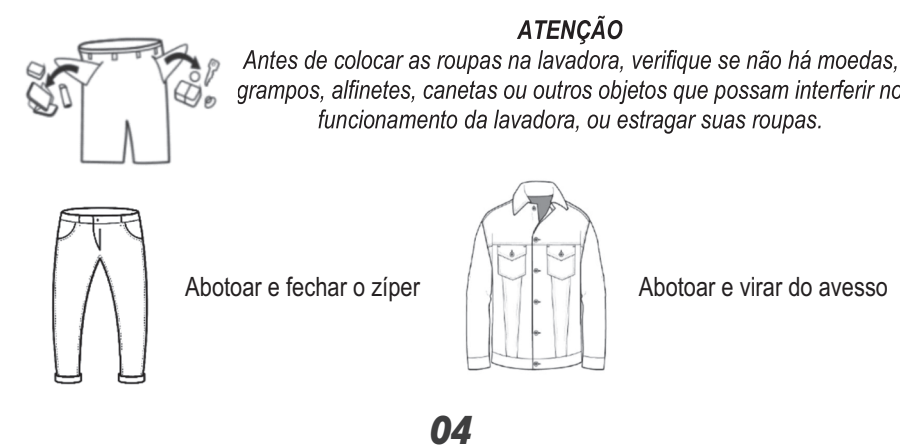 ATENÇÃO
Antes de colocar as roupas na lavadora, verifique se não há moedas,
grampos, alfinetes, canetas ou outros objetos que possam interferir no
funcionamento da lavadora, ou estragar suas roupas.
Abotoar e fechar o zíper
Abotoar e virar do avesso
04